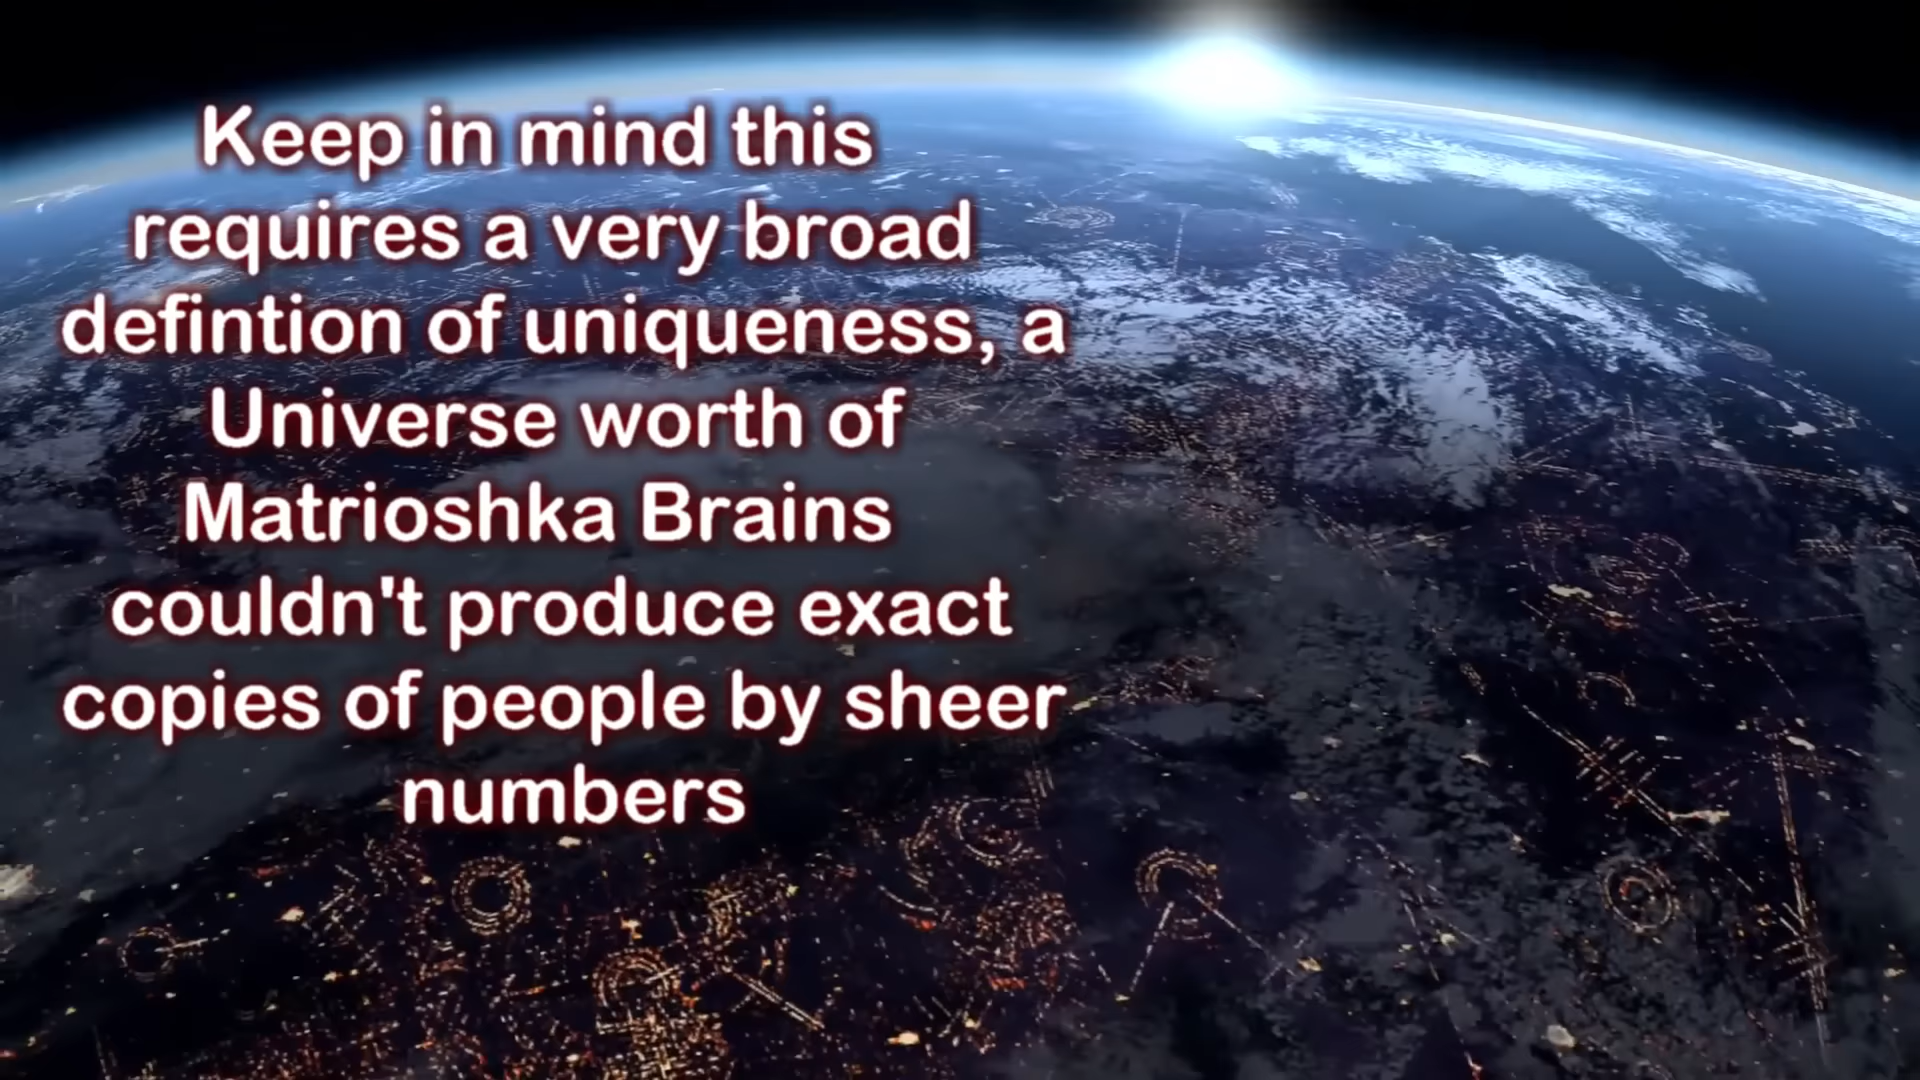 Keep in mind this
requires a very broad
defintion of uniqueness, a
Universe worth of
Matrioshka Brains
couldn't produce exact
copies of people by sheer
numbers